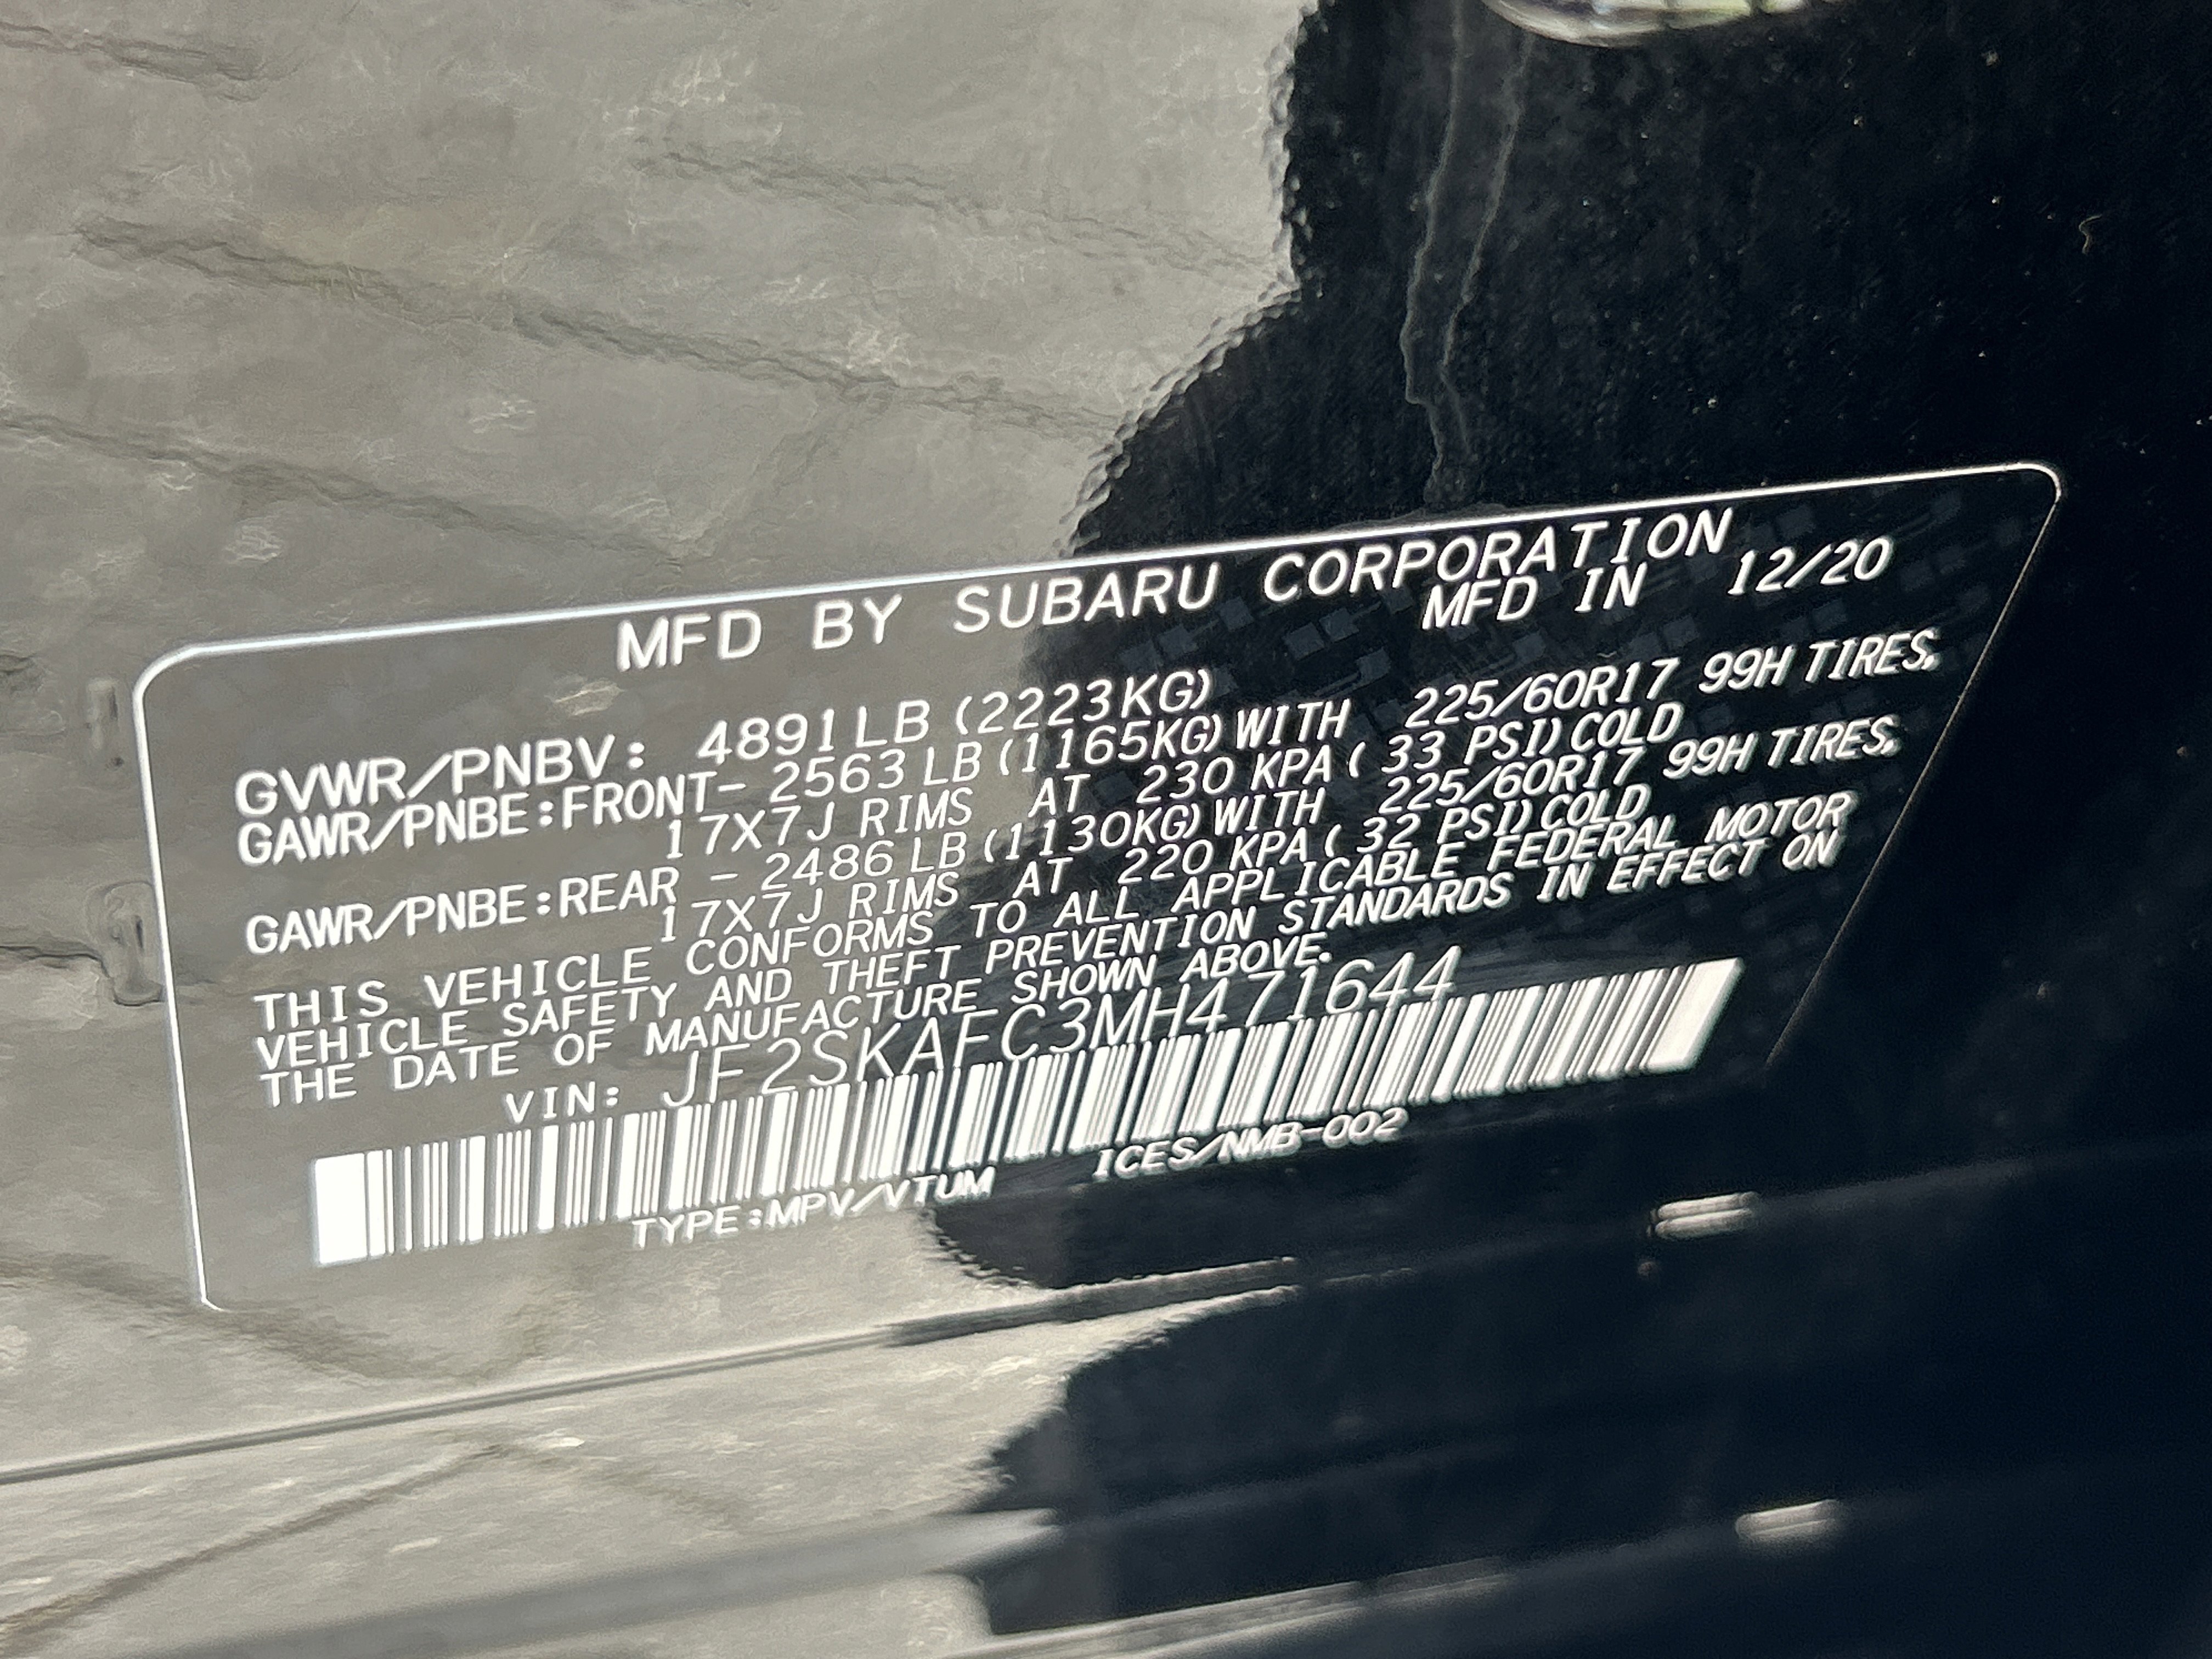 MFD BY SUBARU CORPORATION
MFD IN 12/20
GVWR/PNBV: 4891LB (2223KG)
GAWR/PNBE:FRONT- 2563 LB (1165KG) WITH 225/60R17 99H TIRES,
17X7J RIMS AT 230 KPA ( 33 PSI) COLD
GAWR/PNBE:REAR - 2486 LB (1130KG) WITH 225/60R17 99H TIRES,
17X7J RIMS AT 220 KPA ( 32 PSI) COLD
THIS VEHICLE CONFORMS TO ALL APPLICABLE FEDERAL MOTOR
VEHICLE SAFETY AND THEFT PREVENTION STANDARDS IN EFFECT ON
THE DATE OF MANUFACTURE SHOWN ABOVE.
VIN: JF2SKAFC3MH471644
TYPE:MPV/VTUM ICES/NMB-002